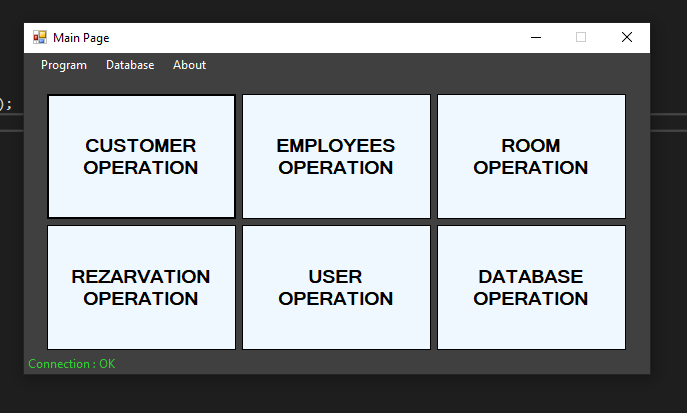 Main Page
Program Database About
);
CUSTOMER
OPERATION
EMPLOYEES
OPERATION
ROOM
OPERATION
REZARVATION
OPERATION
USER
OPERATION
DATABASE
OPERATION
Connection : OK